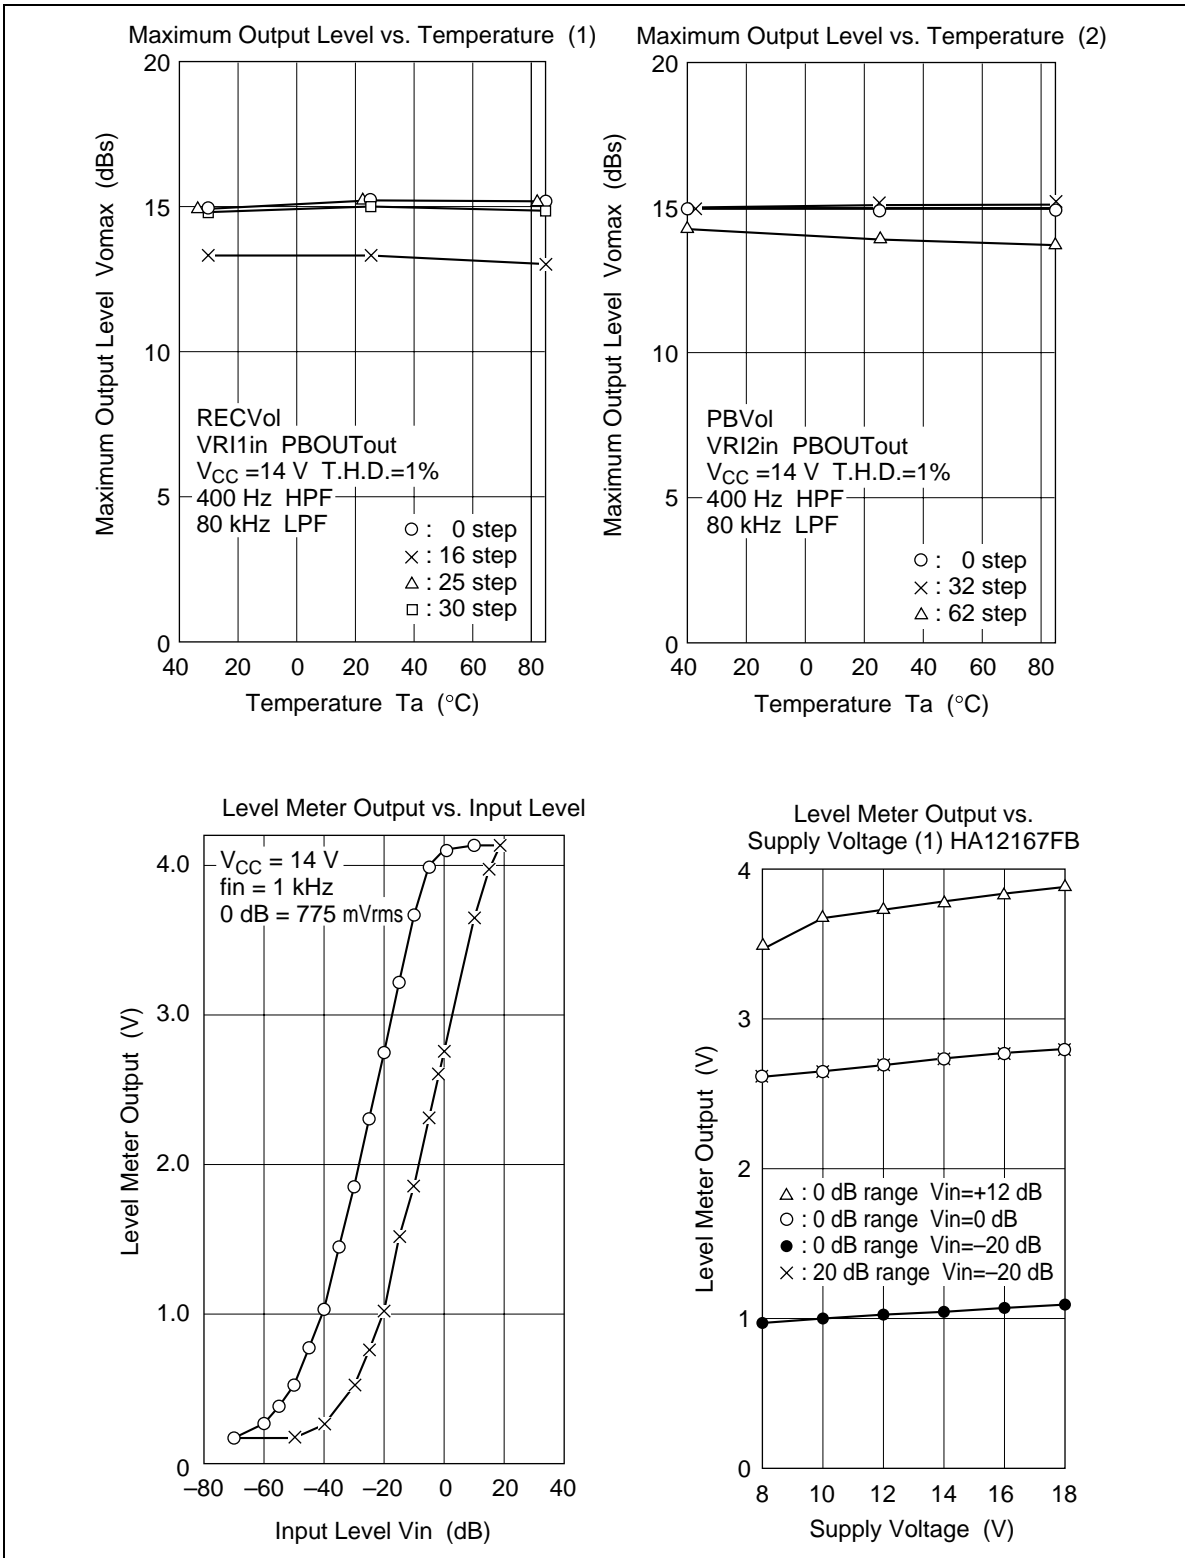 Maximum Output Level vs. Temperature (1)
20
15
10
5
0
Maximum Output Level Vomax (dBs)
RECVol
VRI1in PBOUTout
VCC =14 V T.H.D.=1%
400 Hz HPF
80 kHz LPF
: 0 step
: 16 step
: 25 step
: 30 step
40 20 0 20 40 60 80
Temperature Ta (°C)
Maximum Output Level vs. Temperature (2)
20
15
10
5
0
Maximum Output Level Vomax (dBs)
PBVol
VRI2in PBOUTout
VCC =14 V T.H.D.=1%
400 Hz HPF
80 kHz LPF
: 0 step
: 32 step
: 62 step
40 20 0 20 40 60 80
Temperature Ta (°C)
Level Meter Output vs. Input Level
4.0
3.0
2.0
1.0
0
Level Meter Output (V)
VCC = 14 V
fin = 1 kHz
0 dB = 775 mVrms
–80 –60 –40 –20 0 20 40
Input Level Vin (dB)
Level Meter Output vs.
Supply Voltage (1) HA12167FB
4
3
2
1
0
Level Meter Output (V)
: 0 dB range Vin=+12 dB
: 0 dB range Vin=0 dB
: 0 dB range Vin=–20 dB
: 20 dB range Vin=–20 dB
8 10 12 14 16 18
Supply Voltage (V)